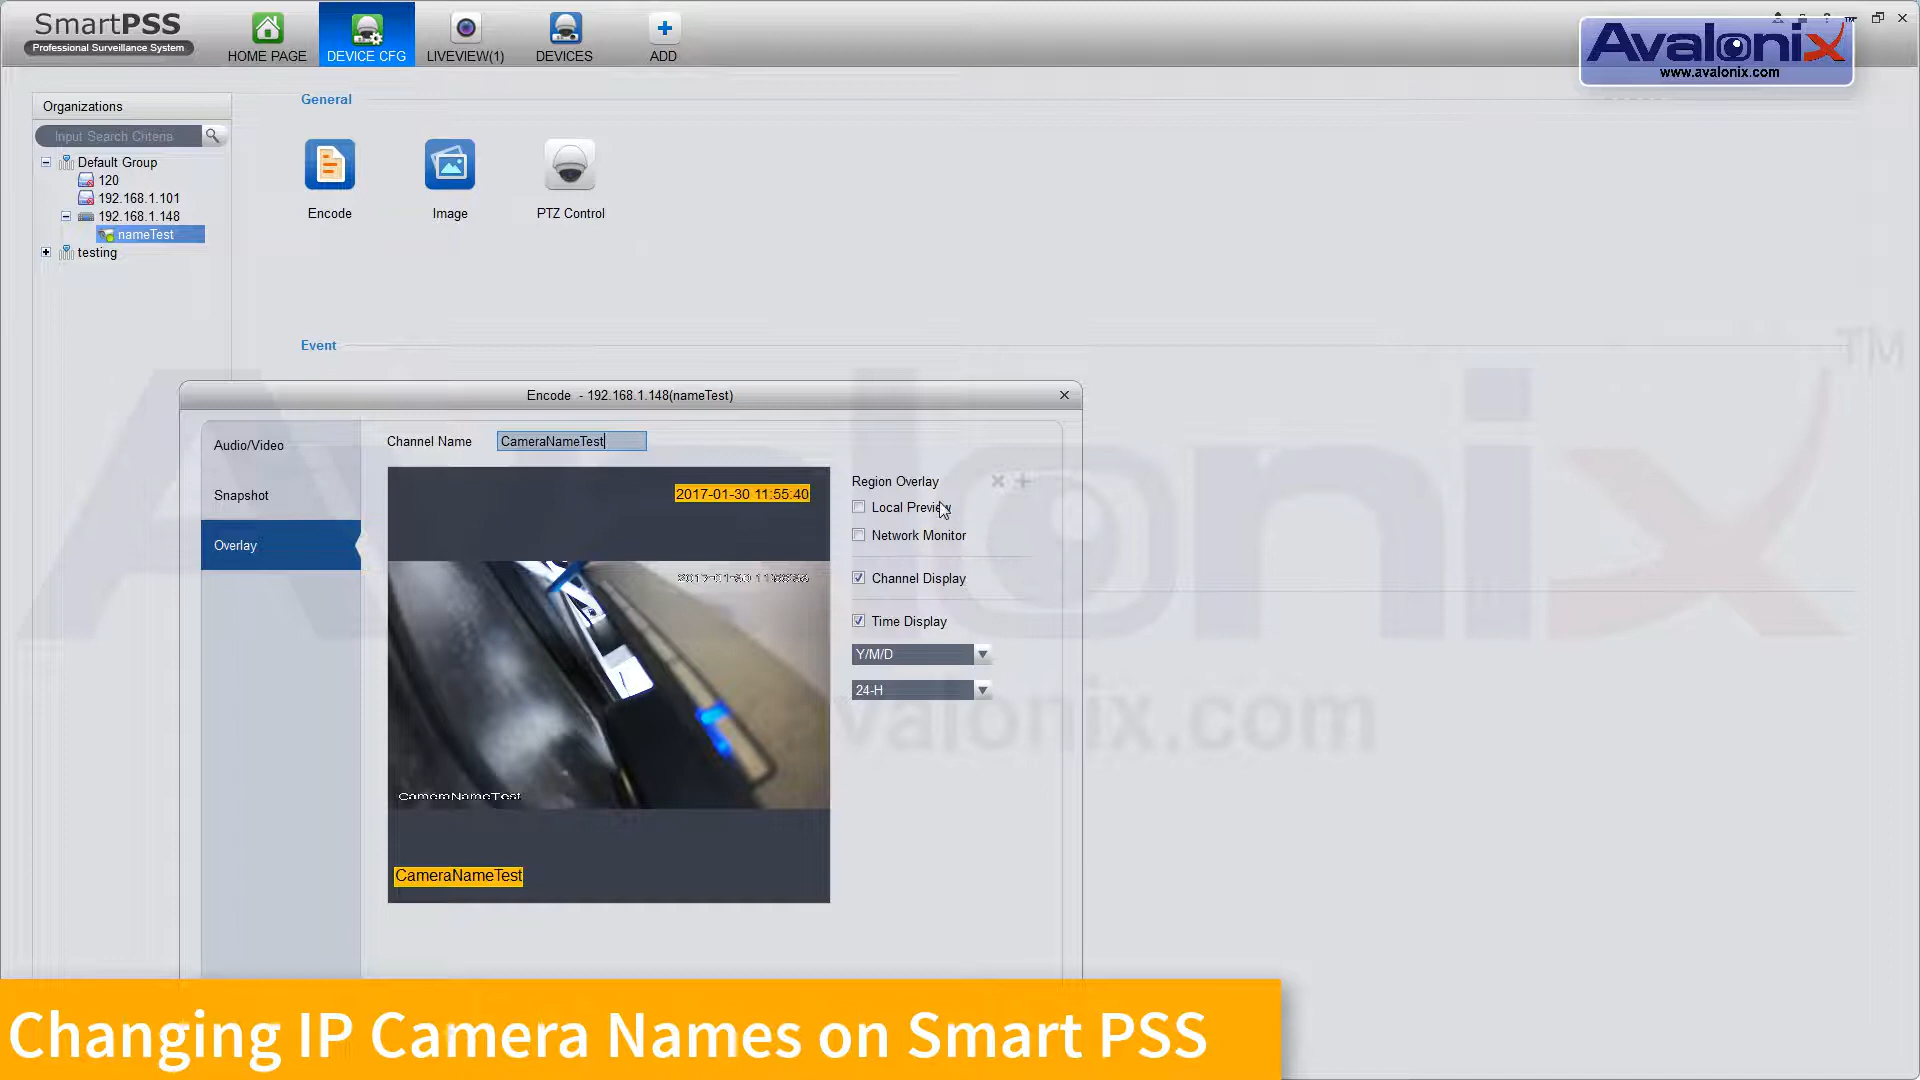 SmartPSS
Professional Surveillance System
HOME PAGE
DEVICE CFG
LIVEVIEW(1)
DEVICES
ADD
Avalonix
www.avalonix.com
Organizations
Input Search Criteria
Default Group
120
192.168.1.101
192.168.1.148
nameTest
testing
General
Encode
Image
PTZ Control
Event
TM
Avalonix
avalonix.com
Encode - 192.168.1.148(nameTest)
Audio/Video
Snapshot
Overlay
Channel Name
CameraNameTest
2017-01-30 11:55:40
CameraNameTest
CameraNameTest
Region Overlay
Local Preview
Network Monitor
Channel Display
Time Display
Y/M/D
24-H
Changing IP Camera Names on Smart PSS